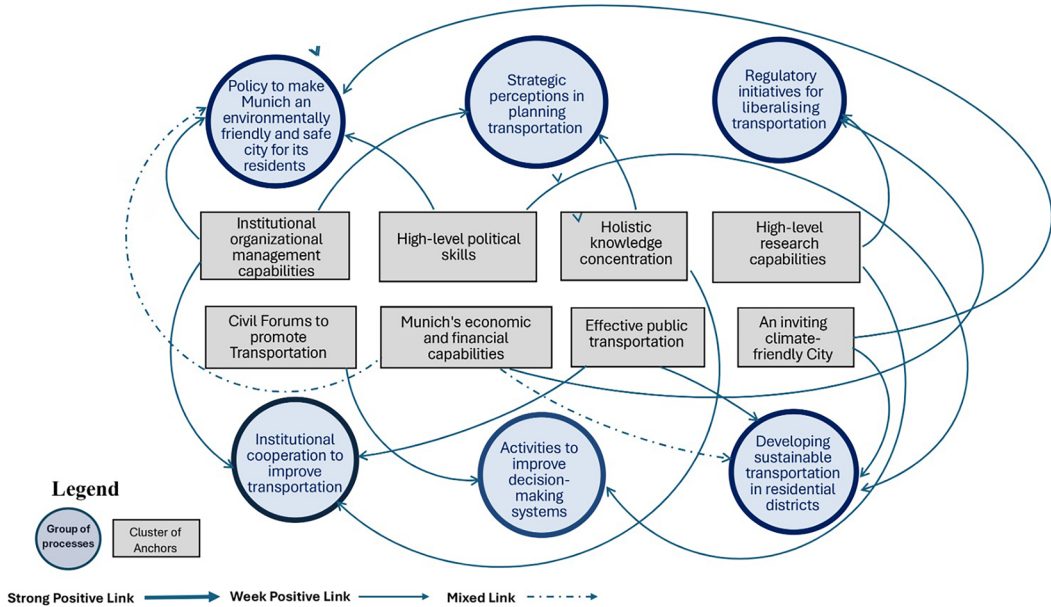 Policy to make
Munich an
environmentally
friendly and safe
city for its
residents
Strategic
perceptions in
planning
transportation
Regulatory
initiatives for
liberalising
transportation
Institutional
organizational
management
capabilities
High-level political
skills
Holistic
knowledge
concentration
High-level
research
capabilities
Civil Forums to
promote
Transportation
Munich's economic
and financial
capabilities
Effective public
transportation
An inviting
climate-
friendly City
Institutional
cooperation to
improve
transportation
Activities to
improve
decision-
making
systems
Developing
sustainable
transportation
in residential
districts
Legend
Group of
processes
Cluster of
Anchors
Strong Positive Link
Week Positive Link
Mixed Link